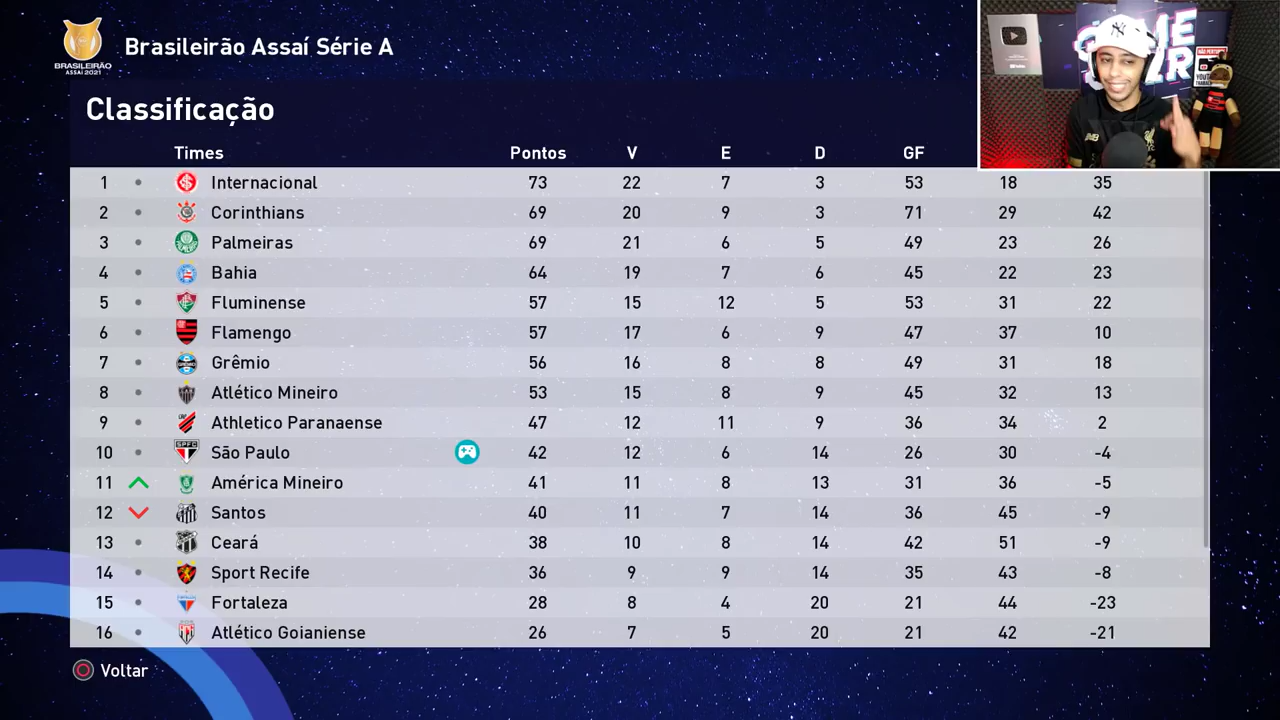 BRASILEIRÃO
ASSAÍ 2021
Brasileirão Assaí Série A
Classificação
Times Pontos V E D GF
1 Internacional 73 22 7 3 53 18 35
2 Corinthians 69 20 9 3 71 29 42
3 Palmeiras 69 21 6 5 49 23 26
4 Bahia 64 19 7 6 45 22 23
5 Fluminense 57 15 12 5 53 31 22
6 Flamengo 57 17 6 9 47 37 10
7 Grêmio 56 16 8 8 49 31 18
8 Atlético Mineiro 53 15 8 9 45 32 13
9 Athletico Paranaense 47 12 11 9 36 34 2
10 São Paulo 42 12 6 14 26 30 -4
11 América Mineiro 41 11 8 13 31 36 -5
12 Santos 40 11 7 14 36 45 -9
13 Ceará 38 10 8 14 42 51 -9
14 Sport Recife 36 9 9 14 35 43 -8
15 Fortaleza 28 8 4 20 21 44 -23
16 Atlético Goianiense 26 7 5 20 21 42 -21
Voltar